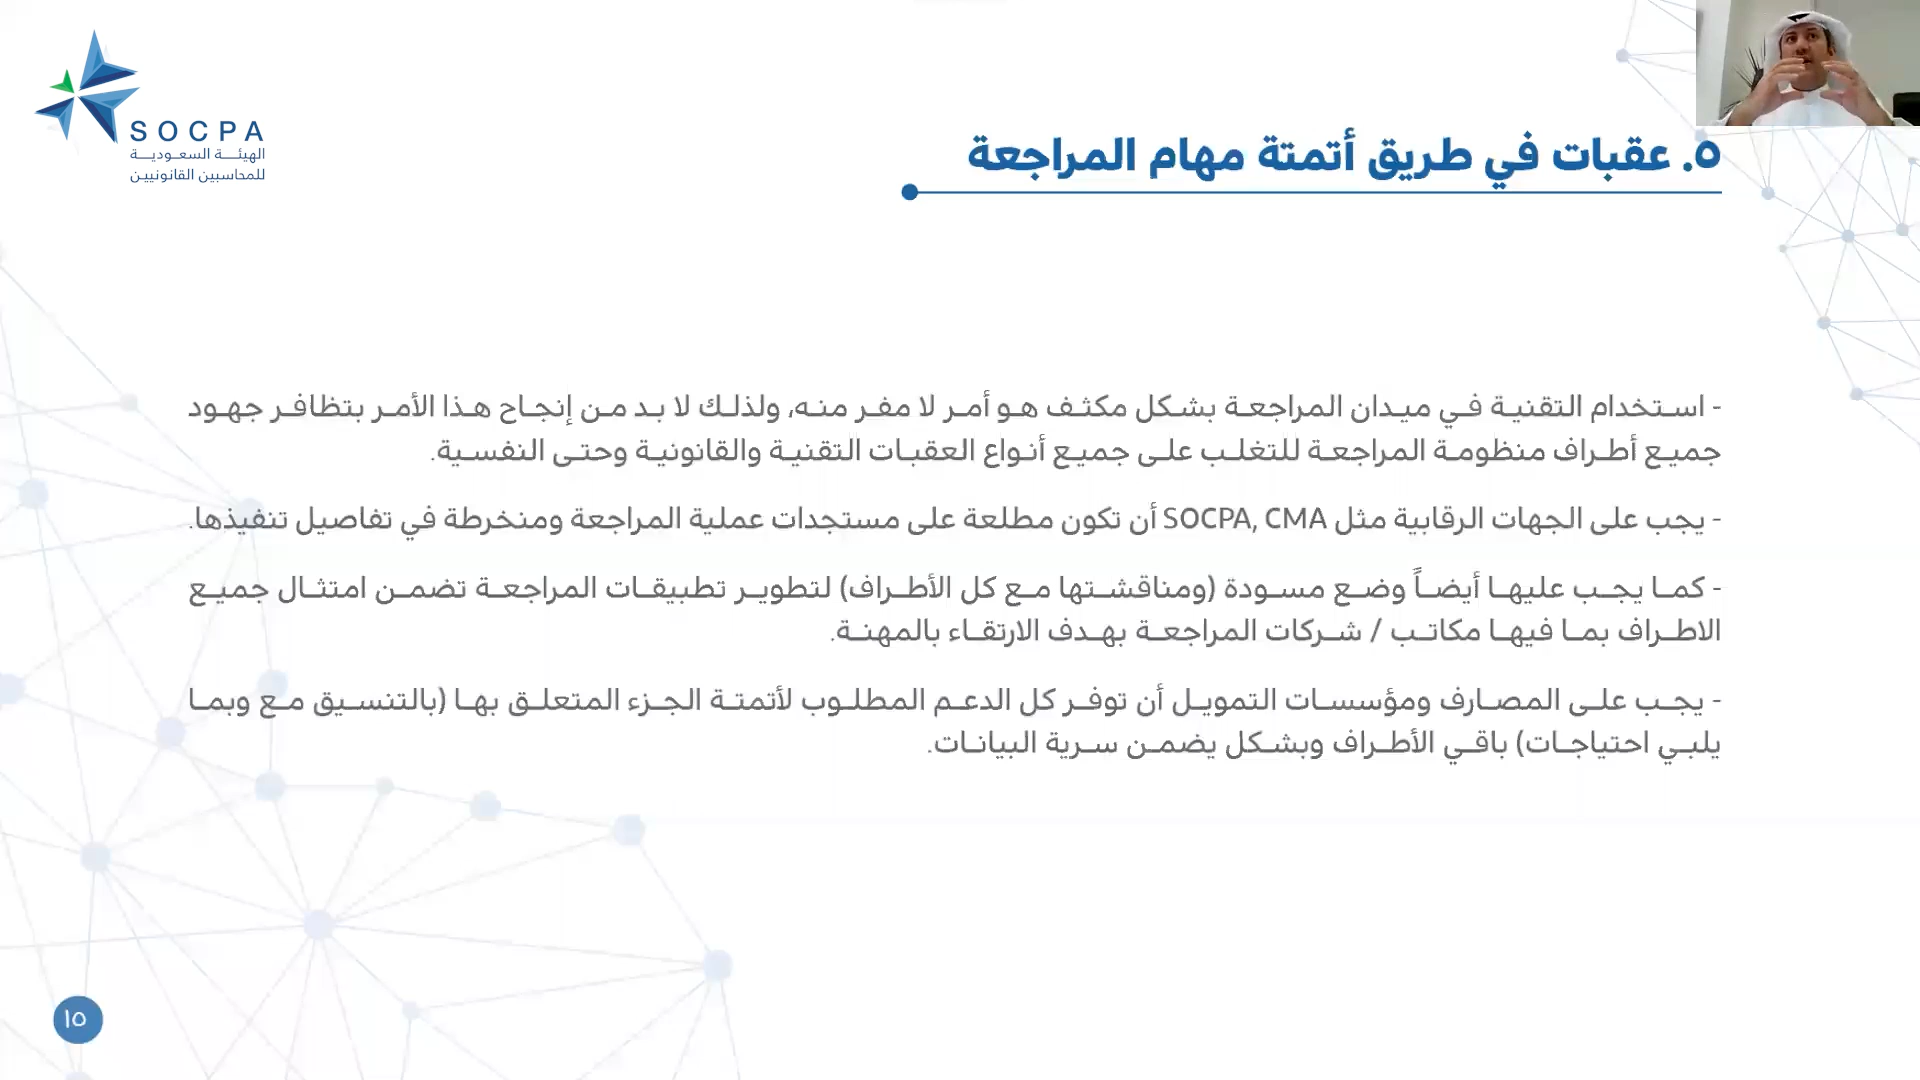 SOCPA
الهيئة السعودية
للمحاسبين القانونيين
٥. عقبات في طريق أتمتة مهام المراجعة
- استخدام التقنية في ميدان المراجعة بشكل مكثف هو أمر لا مفر منه، ولذلك لا بد من إنجاح هذا الأمر بتظافر جهود
جميع أطراف منظومة المراجعة للتغلب على جميع أنواع العقبات التقنية والقانونية وحتى النفسية.
- يجب على الجهات الرقابية مثل SOCPA, CMA أن تكون مطلعة على مستجدات عملية المراجعة ومنخرطة في تفاصيل تنفيذها.
- كما يجب عليها أيضاً وضع مسودة (ومناقشتها مع كل الأطراف) لتطوير تطبيقات المراجعة تضمن امتثال جميع
الاطراف بما فيها مكاتب / شركات المراجعة بهدف الارتقاء بالمهنة.
- يجب على المصارف ومؤسسات التمويل أن توفر كل الدعم المطلوب لأتمتة الجزء المتعلق بها (بالتنسيق مع وبما
يلبي احتياجات) باقي الأطراف وبشكل يضمن سرية البيانات.
١٥